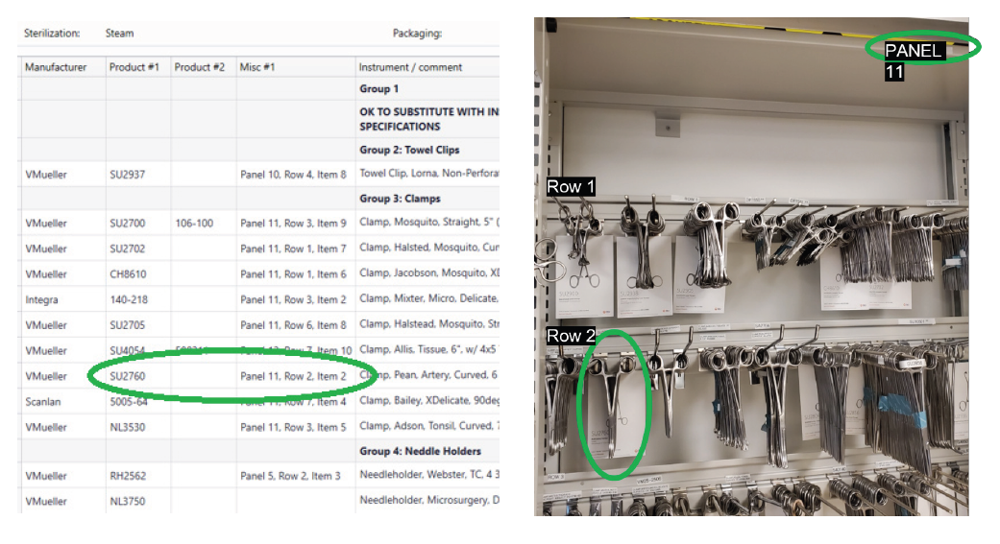 Sterilization: Steam Packaging:
Manufacturer Product #1 Product #2 Misc #1 Instrument / comment
Group 1
OK TO SUBSTITUTE WITH IN
SPECIFICATIONS
Group 2: Towel Clips
VMueller SU2937 Panel 10, Row 4, Item 8 Towel Clip, Lorna, Non-Perfora
Group 3: Clamps
VMueller SU2700 106-100 Panel 11, Row 3, Item 9 Clamp, Mosquito, Straight, 5" (
VMueller SU2702 Panel 11, Row 1, Item 7 Clamp, Halsted, Mosquito, Cur
VMueller CH8610 Panel 11, Row 1, Item 6 Clamp, Jacobson, Mosquito, XD
Integra 140-218 Panel 11, Row 3, Item 2 Clamp, Mixter, Micro, Delicate,
VMueller SU2705 Panel 11, Row 6, Item 8 Clamp, Halstead, Mosquito, Str
VMueller SU4054 Row 7, Item 10 Clamp, Allis, Tissue, 6", w/ 4x5
VMueller SU2760 Panel 11, Row 2, Item 2 Clamp, Pean, Artery, Curved, 6
Scanlan 5005-64 Panel 11, Row 7, Item 4 Clamp, Bailey, XDelicate, 90deg
VMueller NL3530 Panel 11, Row 3, Item 5 Clamp, Adson, Tonsil, Curved, 7
Group 4: Neddle Holders
VMueller RH2562 Panel 5, Row 2, Item 3 Needleholder, Webster, TC, 4 3
VMueller NL3750 Needleholder, Microsurgery, D
PANEL
11
Row 1
Row 2